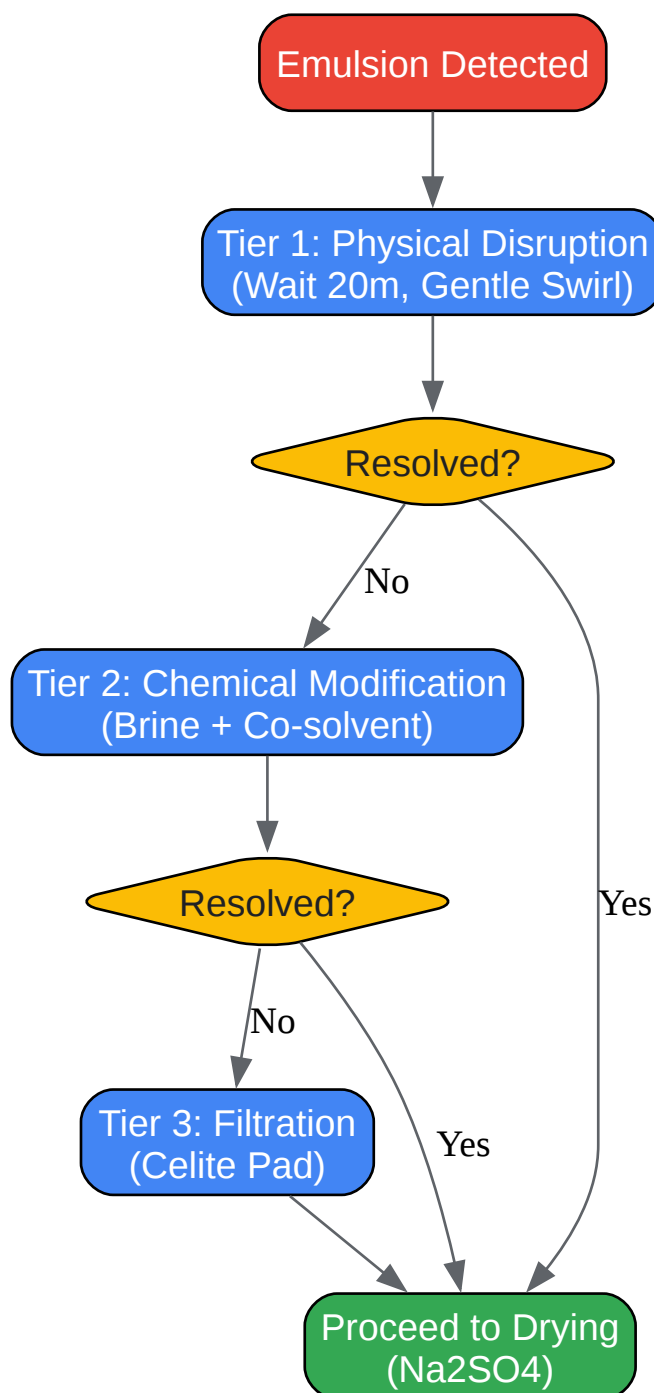 Emulsion Detected
Tier 1: Physical Disruption
(Wait 20m, Gentle Swirl)
Resolved?
No
Tier 2: Chemical Modification
(Brine + Co-solvent)
Resolved?
Yes
No
Tier 3: Filtration
(Celite Pad)
Yes
Proceed to Drying
(Na2SO4)